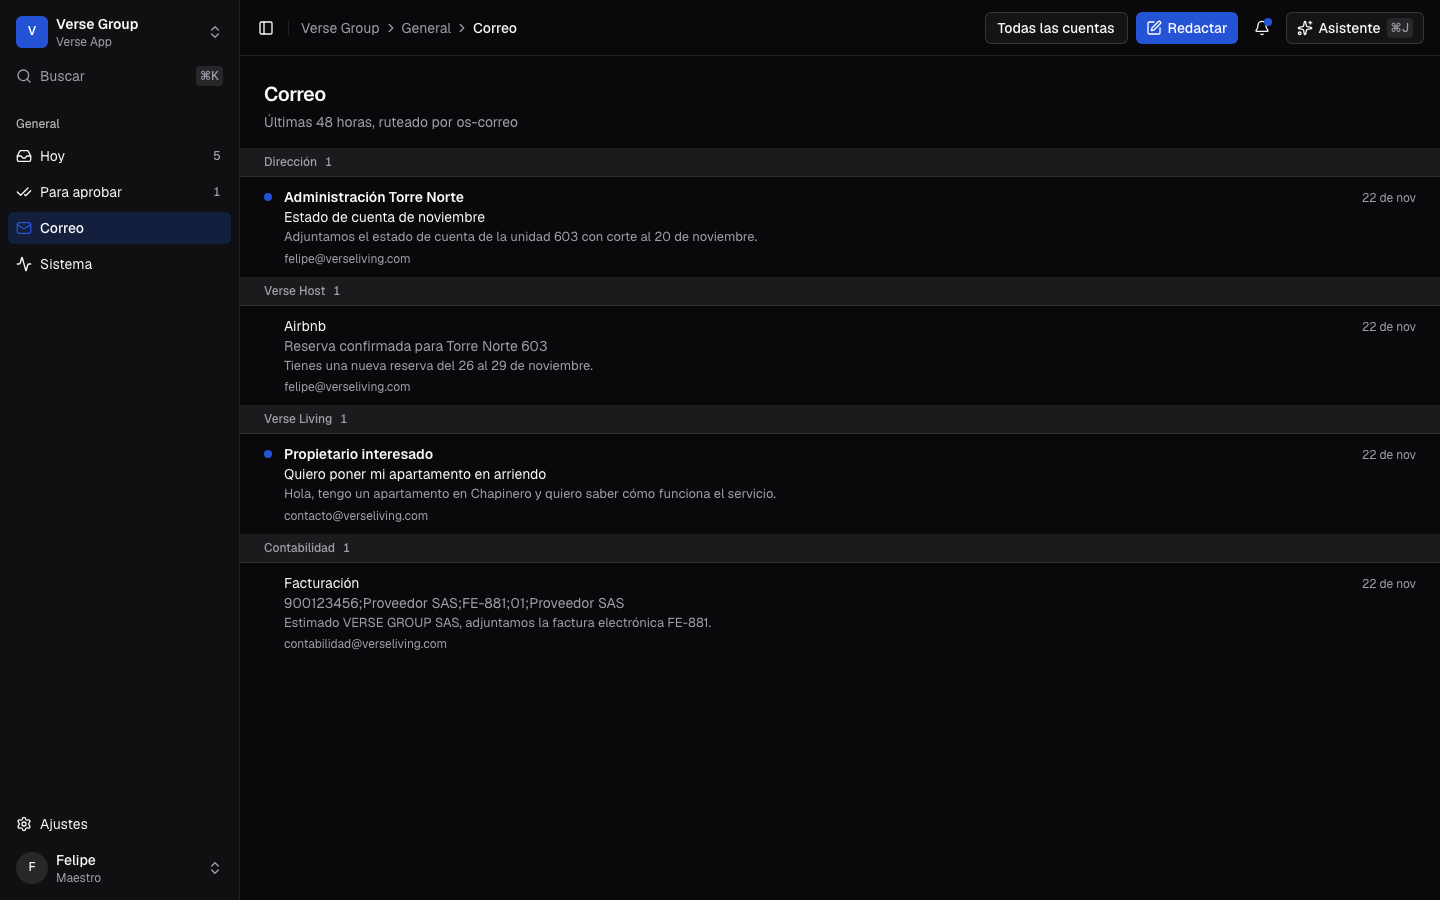 V
Verse Group
Verse App
Buscar ⌘K
General
Hoy 5
Para aprobar 1
Correo
Sistema
Ajustes
F
Felipe
Maestro
Verse Group > General > Correo
Todas las cuentas
Redactar
Asistente ⌘J
Correo
Últimas 48 horas, ruteado por os-correo
Dirección 1
Administración Torre Norte 22 de nov
Estado de cuenta de noviembre
Adjuntamos el estado de cuenta de la unidad 603 con corte al 20 de noviembre.
felipe@verseliving.com
Verse Host 1
Airbnb 22 de nov
Reserva confirmada para Torre Norte 603
Tienes una nueva reserva del 26 al 29 de noviembre.
felipe@verseliving.com
Verse Living 1
Propietario interesado 22 de nov
Quiero poner mi apartamento en arriendo
Hola, tengo un apartamento en Chapinero y quiero saber cómo funciona el servicio.
contacto@verseliving.com
Contabilidad 1
Facturación 22 de nov
900123456;Proveedor SAS;FE-881;01;Proveedor SAS
Estimado VERSE GROUP SAS, adjuntamos la factura electrónica FE-881.
contabilidad@verseliving.com